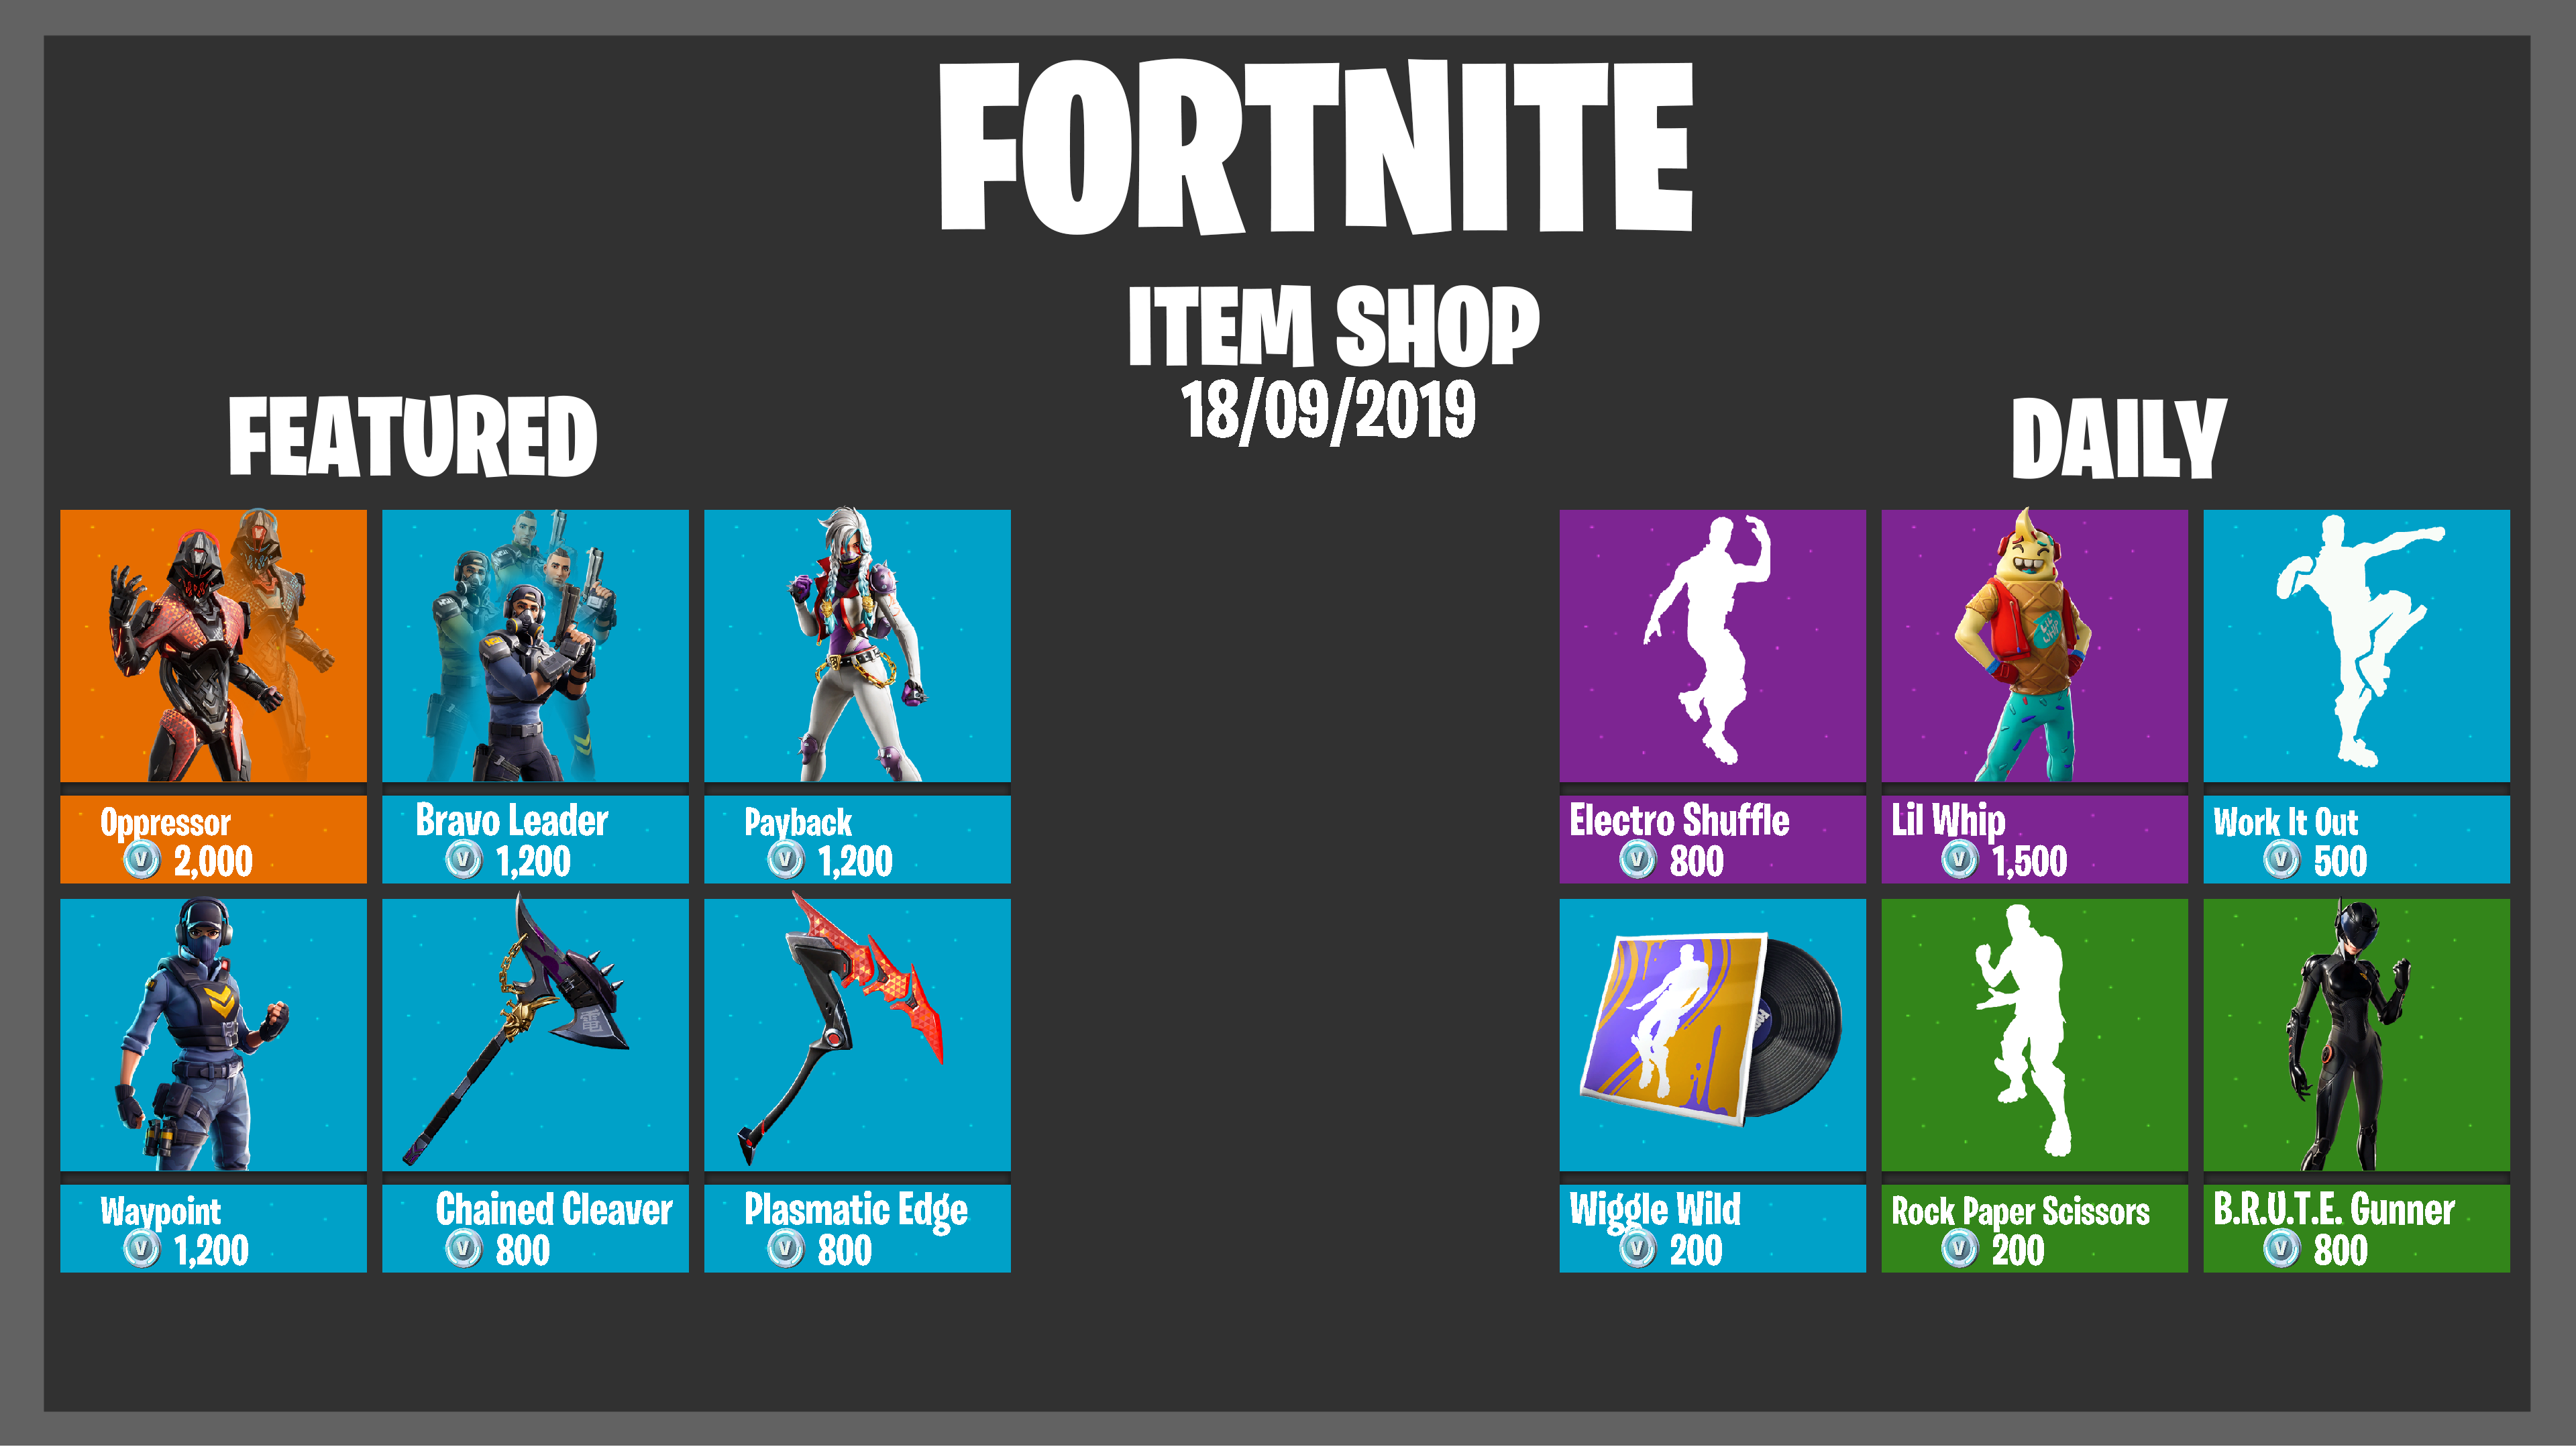 FORTNITE
ITEM SHOP
18/09/2019
FEATURED
Oppressor
2,000
Bravo Leader
1,200
Payback
1,200
Waypoint
1,200
Chained Cleaver
800
Plasmatic Edge
800
DAILY
Electro Shuffle
800
LIL
WHIP
Lil Whip
1,500
Work It Out
500
Wiggle Wild
200
Rock Paper Scissors
200
B.R.U.T.E. Gunner
800